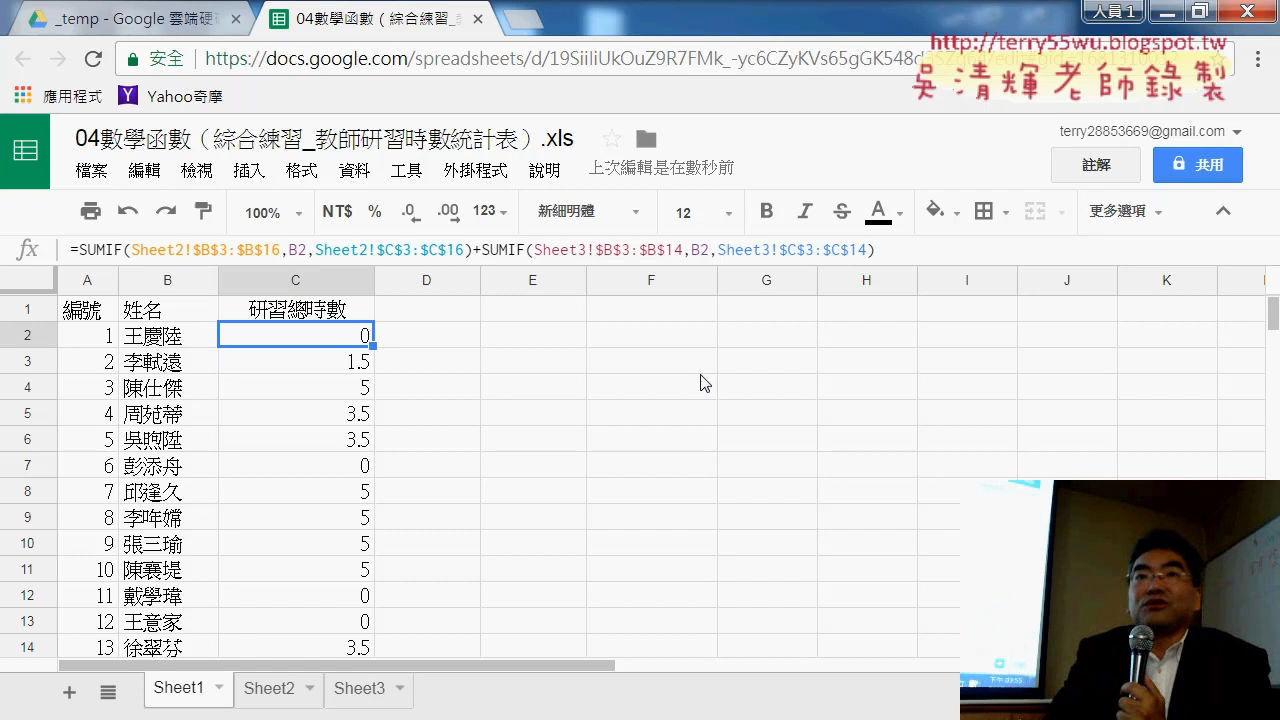 _temp - Google 雲端硬
04數學函數（綜合練習_
人員 1
安全
https://docs.google.com/spreadsheets/d/19SiiliUkOuZ9R7FMk_-yc6CZyKVs65gGK548d
http://terry55wu.blogspot.tw
吳清輝老師錄製
應用程式
Yahoo奇摩
04數學函數（綜合練習_教師研習時數統計表）.xls
terry28853669@gmail.com
檔案 編輯 檢視 插入 格式 資料 工具 外掛程式 說明
上次編輯是在數秒前
註解
共用
100% NT$ % .0 .00 123 新細明體 12 B I S A 更多選項
fx =SUMIF(Sheet2!$B$3:$B$16,B2,Sheet2!$C$3:$C$16)+SUMIF(Sheet3!$B$3:$B$14,B2,Sheet3!$C$3:$C$14)
A B C D E F G H I J K
1 編號 姓名 研習總時數
2 1 王慶陸 0
3 2 李軾遠 1.5
4 3 陳仕傑 5
5 4 周
6 5 吳煦陞 3.5
7 6 彭添舟 0
8 7 邱逢久 5
9 8 李
10 9 張三瑜 5
11 10 陳襄堤 5
12 11 戴學瑋 0
13 12 王意家 0
14 13 徐翠芬 3.5
Sheet1 Sheet2 Sheet3